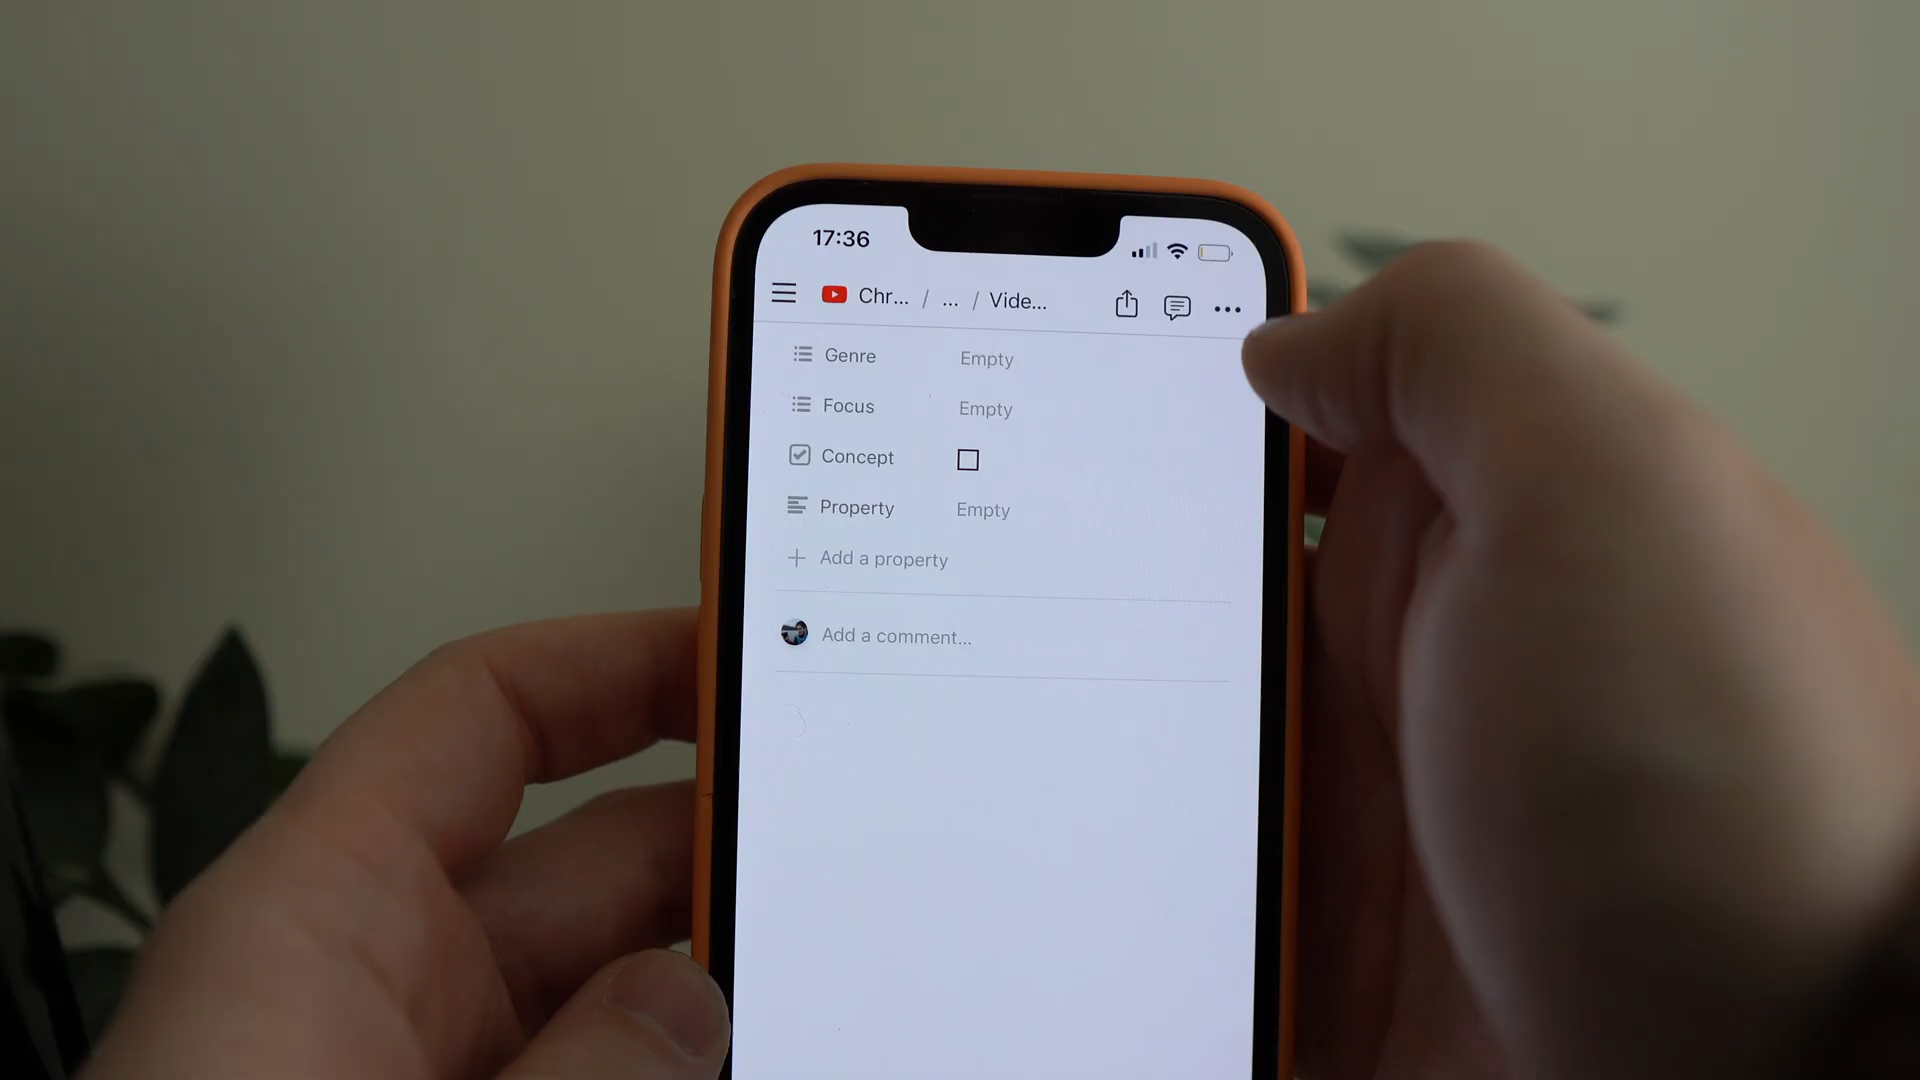 17:36
Chr... / ... / Vide...
Genre Empty
Focus Empty
Concept
Property Empty
Add a property
Add a comment...